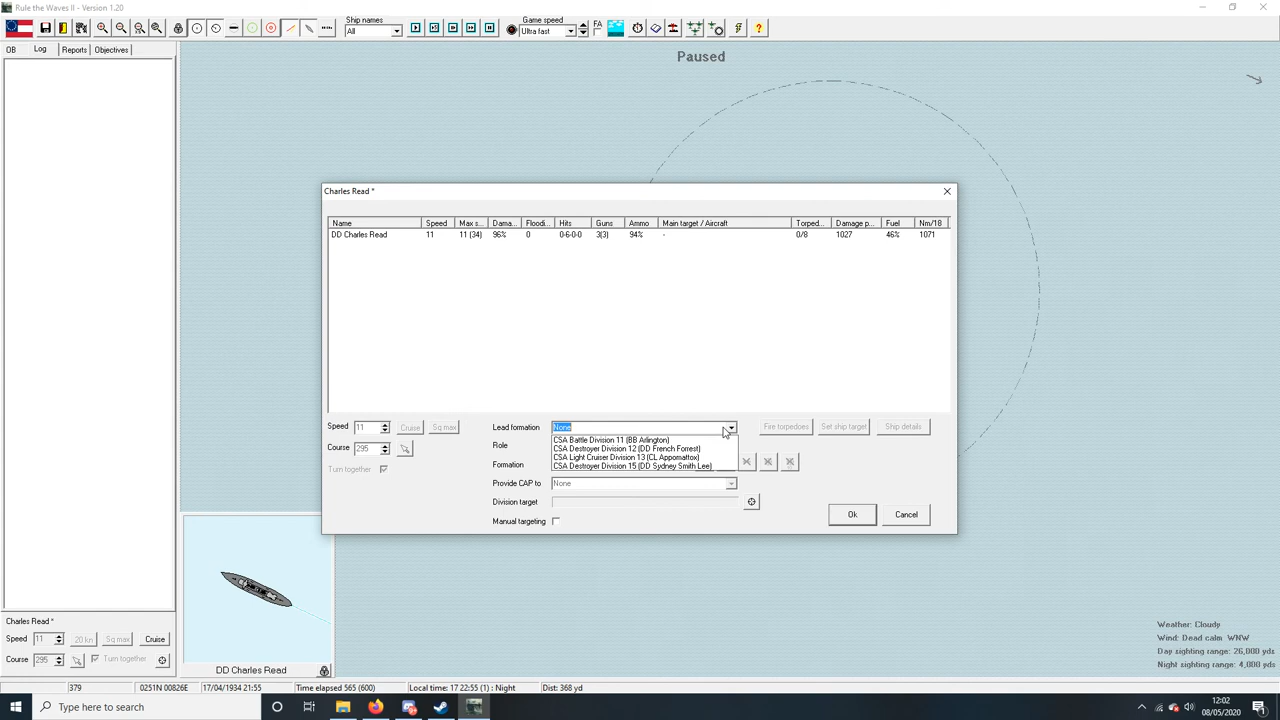 Rule the Waves II - Version 1.20
Ship names
All
Game speed
Ultra fast
FA
OB Log Reports Objectives
Paused
Charles Read *
Name Speed Max s... Dama... Floodi... Hits Guns Ammo Main target / Aircraft Torped... Damage p... Fuel Nm/18
DD Charles Read 11 11 (34) 96% 0 0-6-0-0 3(3) 94% - 0/8 1027 46% 1071
Speed 11 Cruise Sq max
Course 295
Turn together
Lead formation None
CSA Battle Division 11 (BB Arlington)
CSA Destroyer Division 12 (DD French Forrest)
CSA Light Cruiser Division 13 (CL Appomattox)
CSA Destroyer Division 15 (DD Sydney Smith Lee)
Role
Formation
Provide CAP to None
Division target
Manual targeting
Fire torpedoes Set ship target Ship details
Ok Cancel
Charles Read *
Speed 11 20 kn Sq max Cruise
Course 295 Turn together
DD Charles Read
Weather: Cloudy
Wind: Dead calm WNW
Day sighting range: 26,000 yds
Night sighting range: 4,000 yds
379 0251N 00826E 17/04/1934 21:55 Time elapsed 565 (600) Local time: 17 22:55 (1) : Night Dist: 368 yd
Type here to search
12:02
08/05/2020